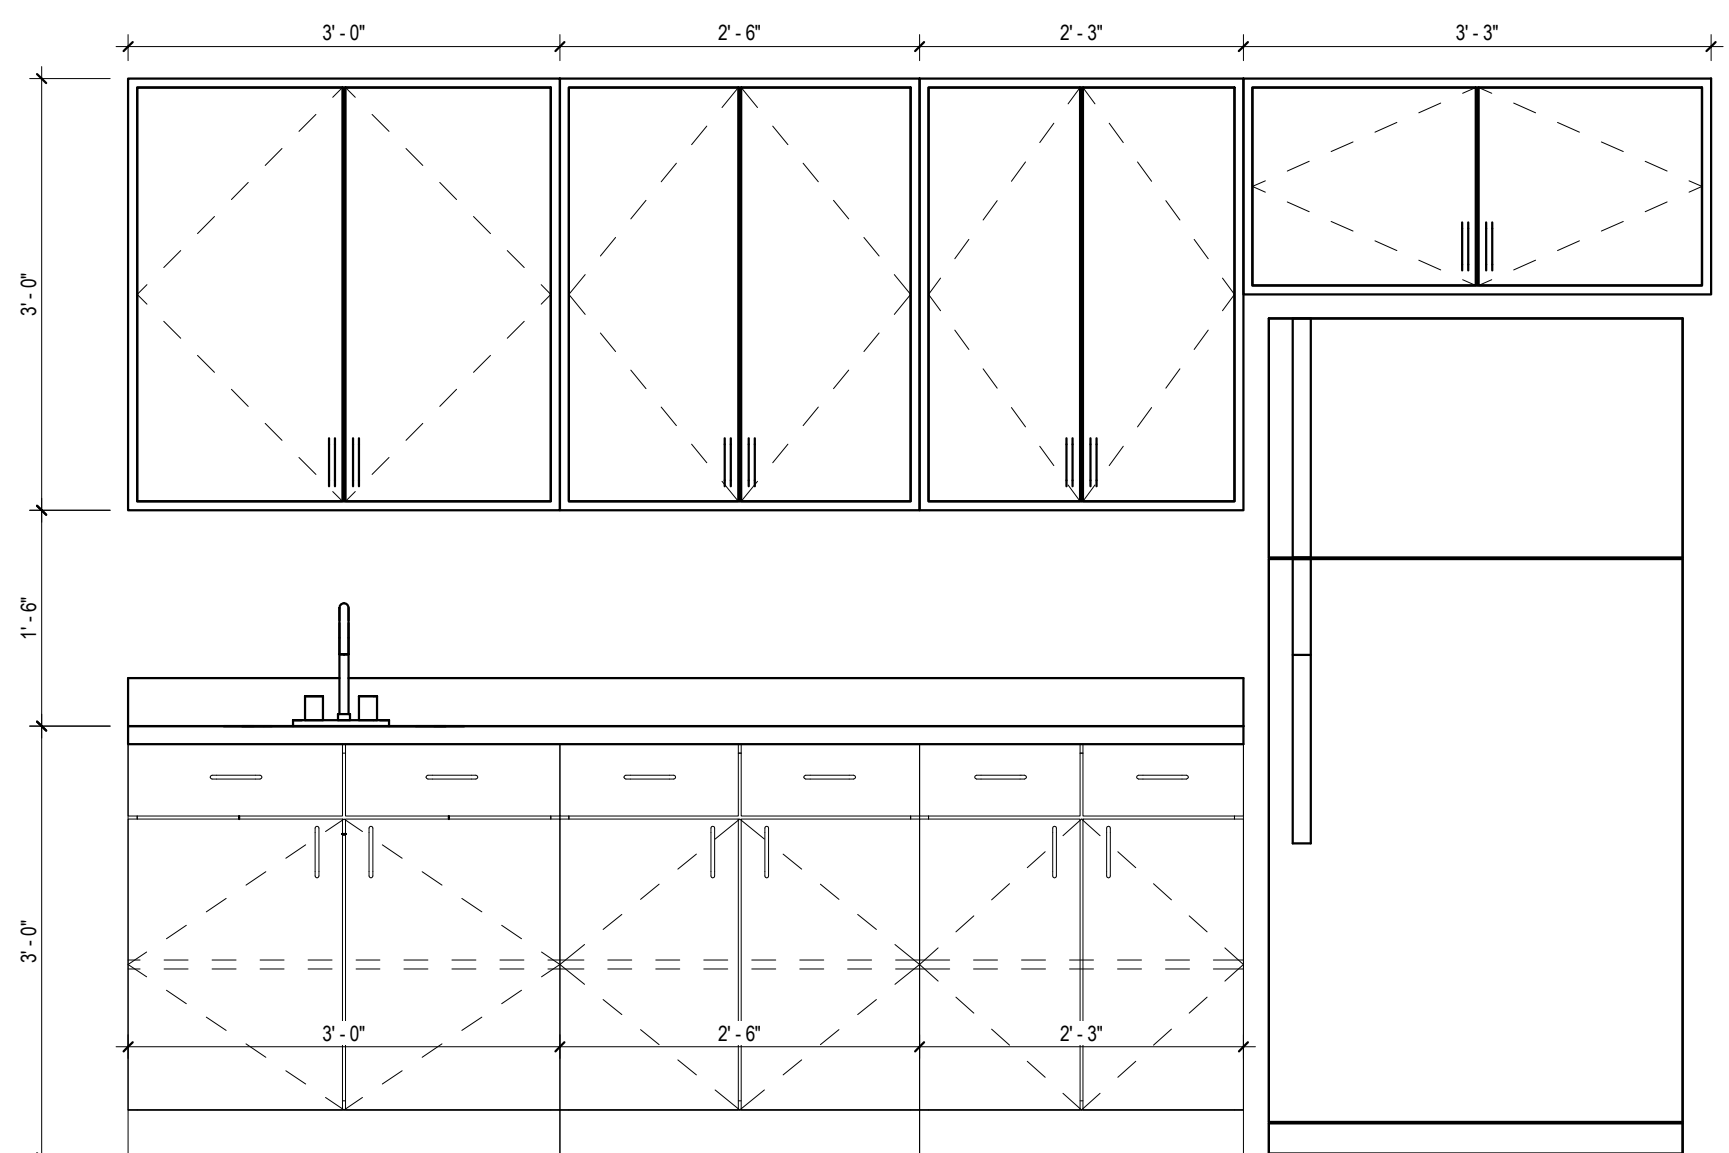 3' - 0"
2' - 6"
2' - 3"
3' - 3"
3' - 0"
1' - 6"
3' - 0"
3' - 0"
2' - 6"
2' - 3"